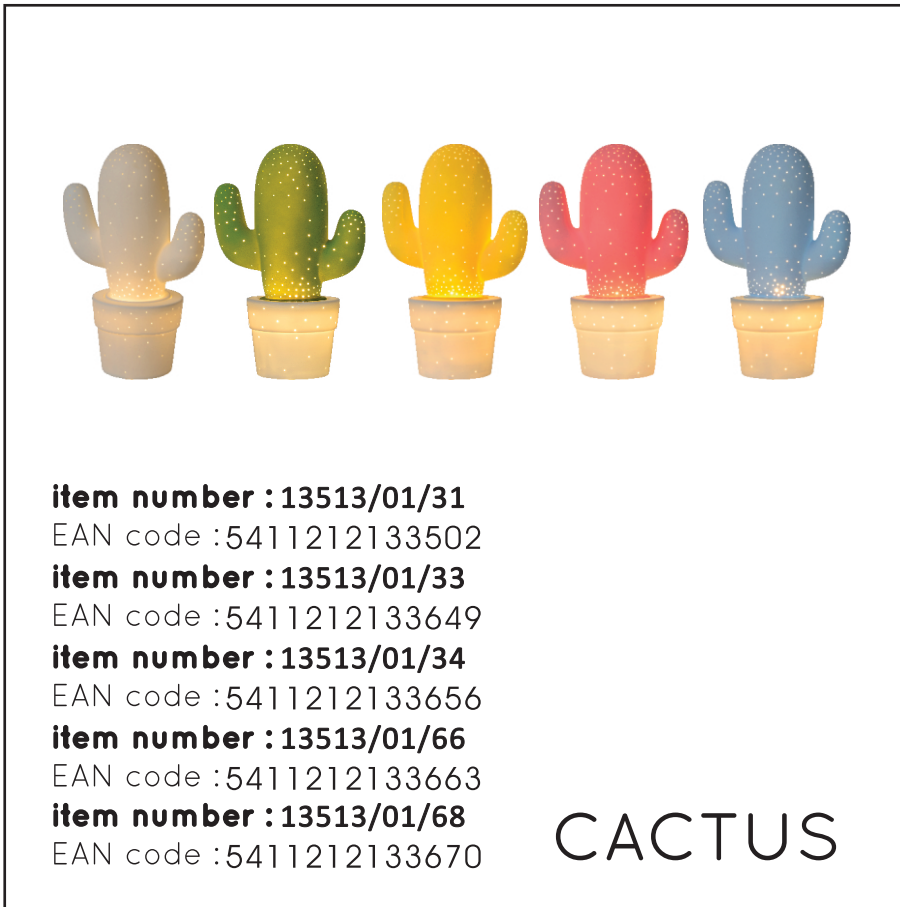 item number : 13513/01/31
EAN code : 5411212133502
item number : 13513/01/33
EAN code : 5411212133649
item number : 13513/01/34
EAN code : 5411212133656
item number : 13513/01/66
EAN code : 5411212133663
item number : 13513/01/68
EAN code : 5411212133670
CACTUS